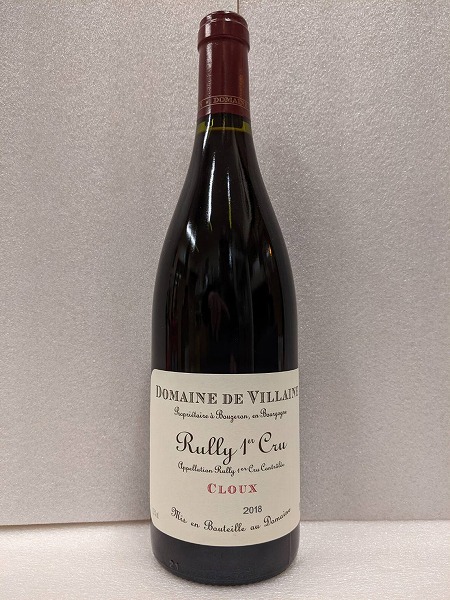 DOMAINE
DOMAINE DE VILLAINE
Propriétaire à Bouzeron, en Bourgogne
Rully 1er Cru
Appellation Rully 1er Cru Contrôlée
CLOUX
2018
Mis en Bouteille au Domaine